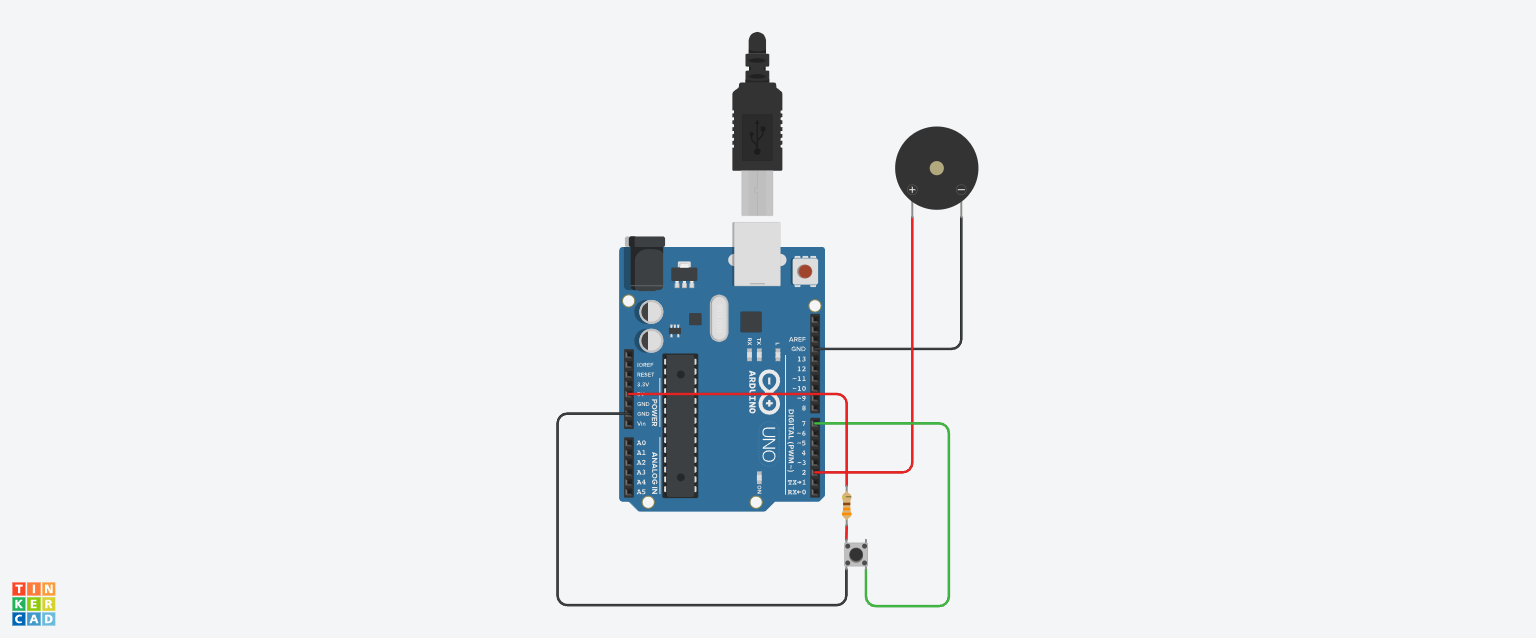 + −
AREF
GND
13
12
~11
~10
~9
8
7
~6
~5
4
~3
2
TX→1
RX←0
DIGITAL (PWM~)
IOREF
RESET
3.3V
GND
GND
Vin
POWER
A0
A1
A2
A3
A4
A5
ANALOG IN
RX
TX
L
ARDUINO
UNO
ON
TIN
KER
CAD